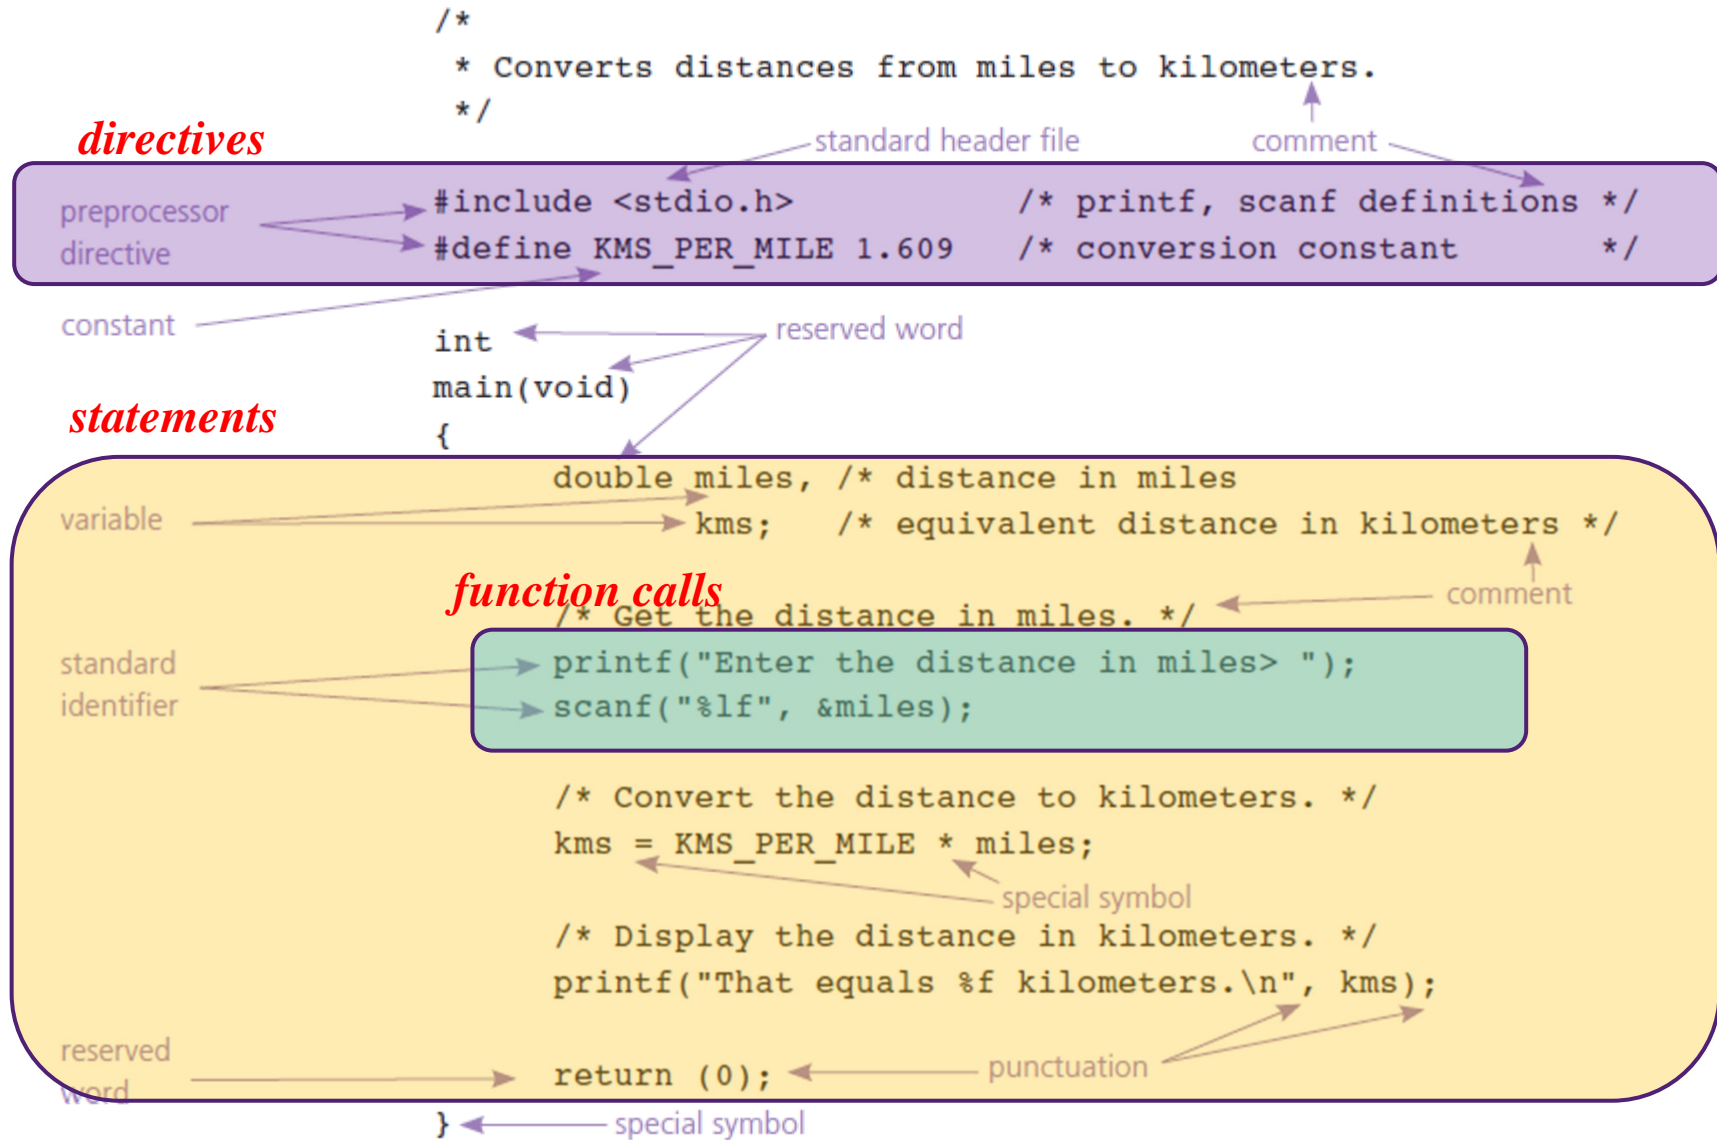 /*
* Converts distances from miles to kilometers.
*/
directives
standard header file comment
preprocessor directive
#include <stdio.h> /* printf, scanf definitions */
#define KMS_PER_MILE 1.609 /* conversion constant */
constant
reserved word
int
main(void)
statements
{
double miles, /* distance in miles
variable
kms; /* equivalent distance in kilometers */
function calls
comment
/* Get the distance in miles. */
standard identifier
printf("Enter the distance in miles> ");
scanf("%lf", &miles);
/* Convert the distance to kilometers. */
kms = KMS_PER_MILE * miles;
special symbol
/* Display the distance in kilometers. */
printf("That equals %f kilometers.\n", kms);
reserved word
return (0);
punctuation
}
special symbol